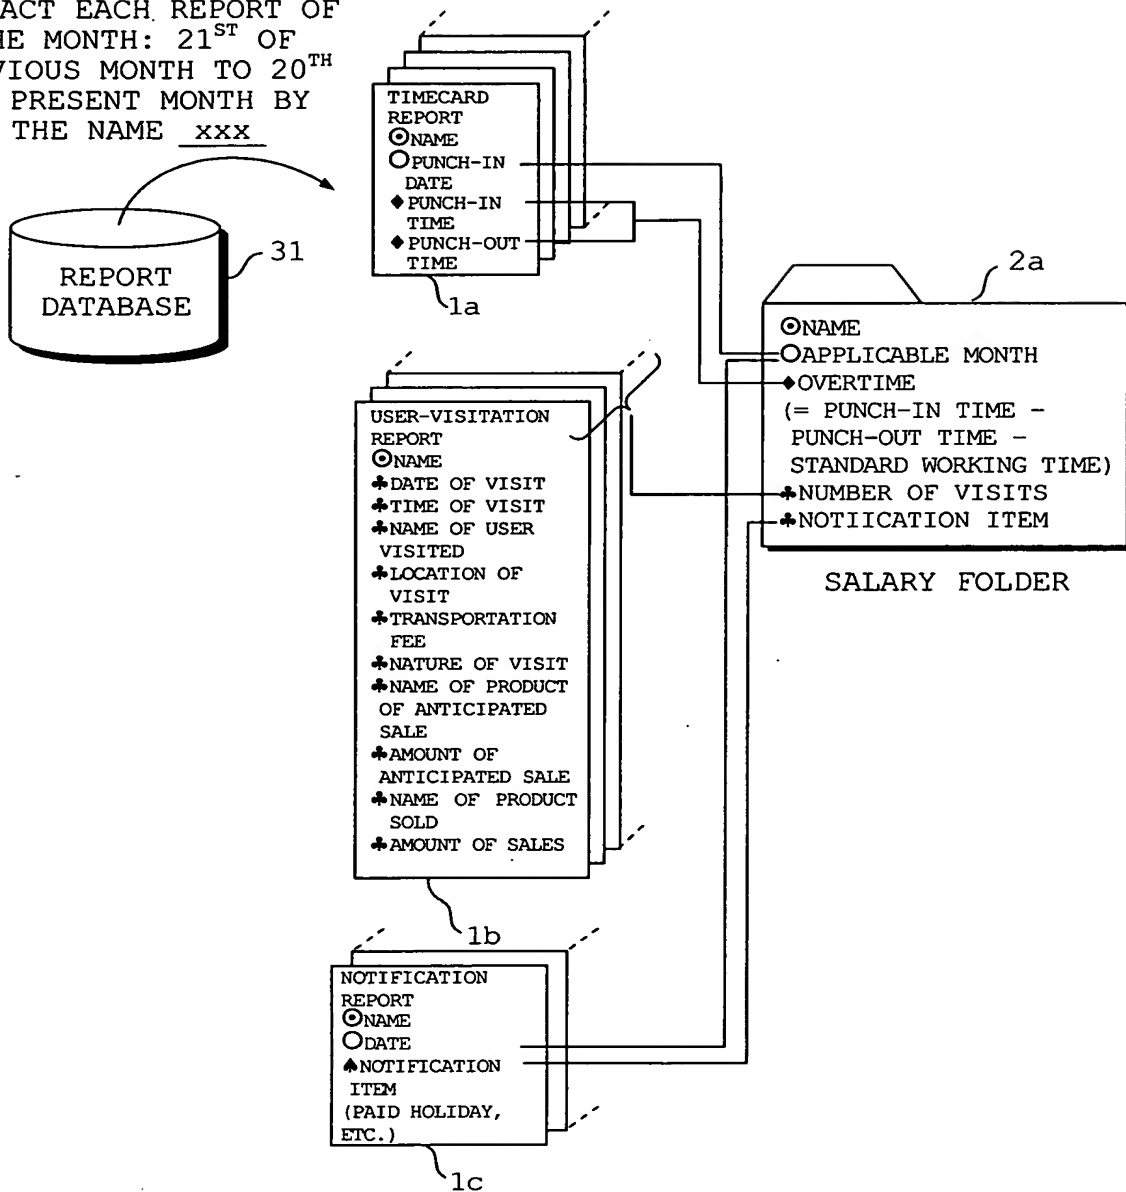 ACT EACH REPORT OF
HE MONTH: 21ST OF
VIOUS MONTH TO 20TH
PRESENT MONTH BY
THE NAME xxx
REPORT
DATABASE
31
TIMECARD
REPORT
⊙NAME
○PUNCH-IN
DATE
♦PUNCH-IN
TIME
♦PUNCH-OUT
TIME
1a
2a
⊙NAME
○APPLICABLE MONTH
♦OVERTIME
(= PUNCH-IN TIME -
PUNCH-OUT TIME -
STANDARD WORKING TIME)
♣NUMBER OF VISITS
♣NOTIICATION ITEM
SALARY FOLDER
USER-VISITATION
REPORT
⊙NAME
♣DATE OF VISIT
♣TIME OF VISIT
♣NAME OF USER
VISITED
♣LOCATION OF
VISIT
♣TRANSPORTATION
FEE
♣NATURE OF VISIT
♣NAME OF PRODUCT
OF ANTICIPATED
SALE
♣AMOUNT OF
ANTICIPATED SALE
♣NAME OF PRODUCT
SOLD
♣AMOUNT OF SALES
1b
NOTIFICATION
REPORT
⊙NAME
○DATE
♠NOTIFICATION
ITEM
(PAID HOLIDAY,
ETC.)
1c